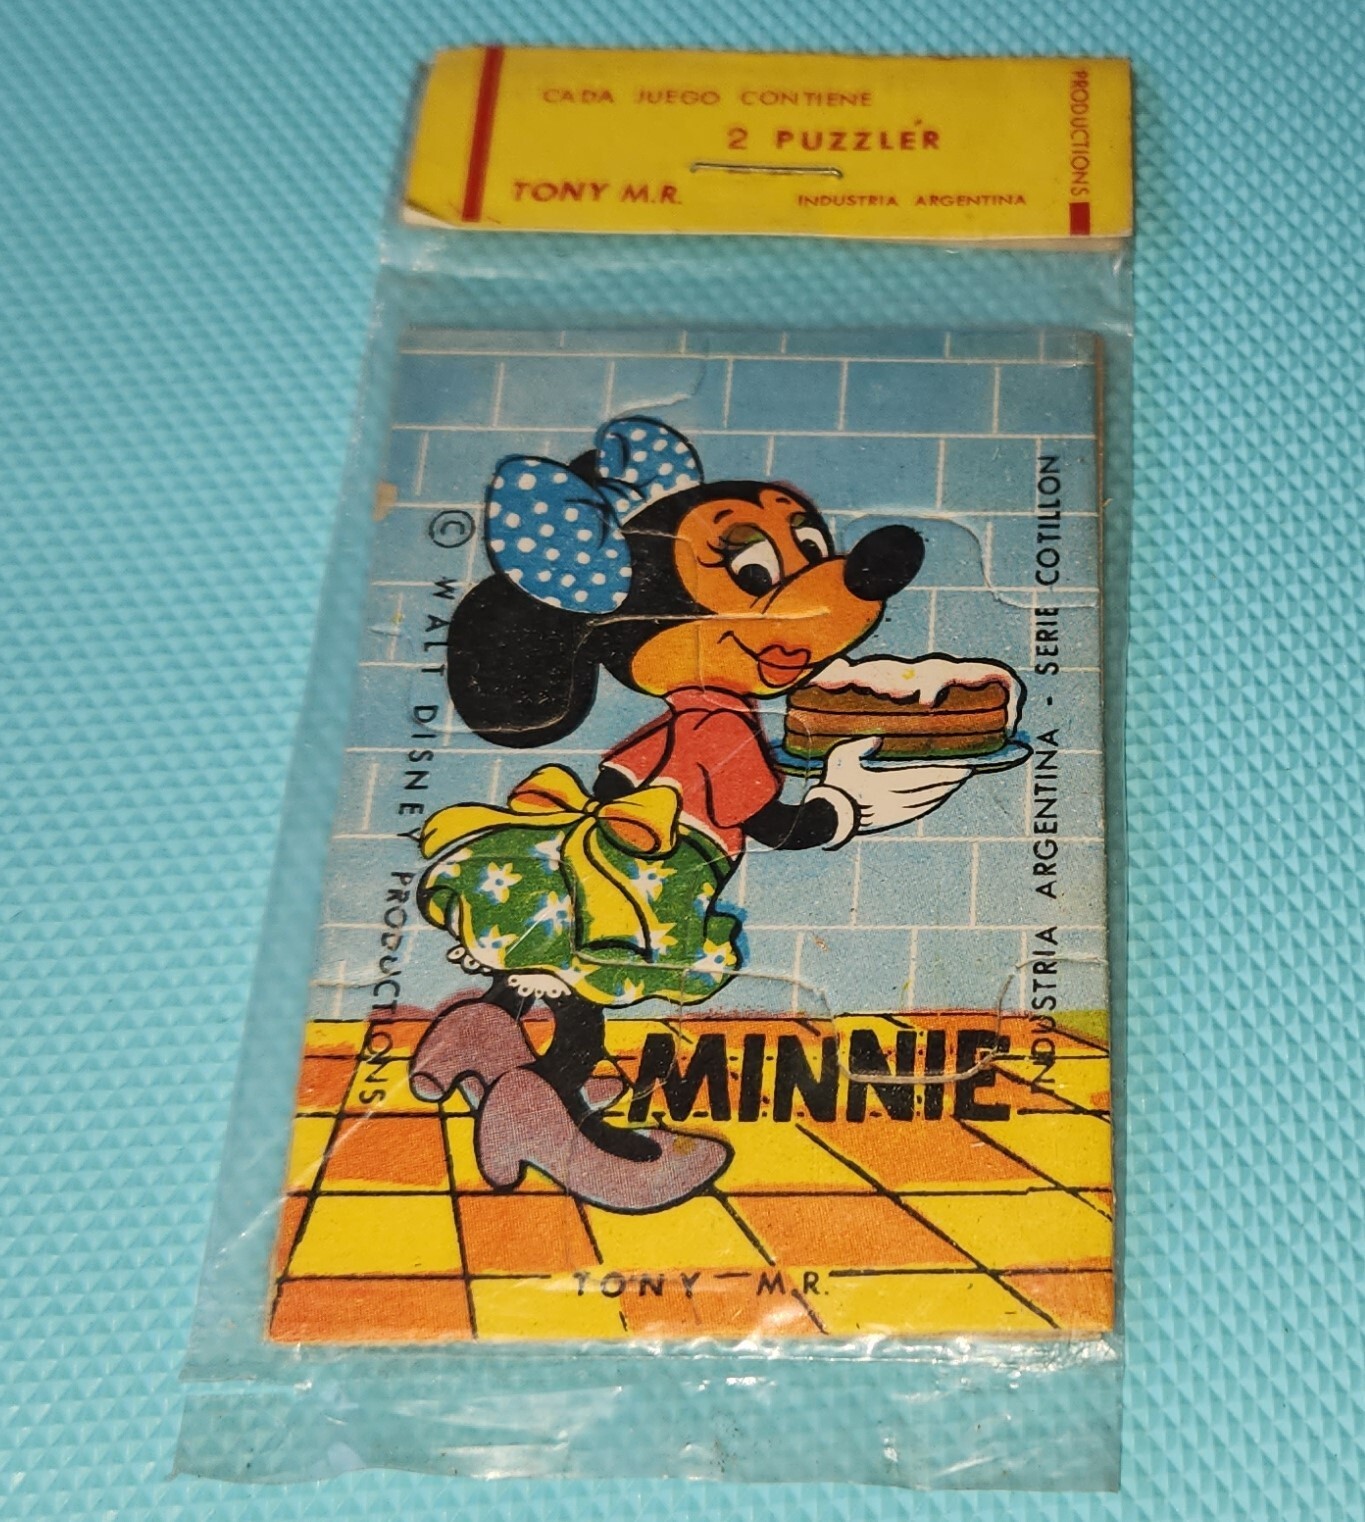 CADA JUEGO CONTIENE
2 PUZZLER
TONY M.R.
INDUSTRIA ARGENTINA
PRODUCTIONS
© WALT DISNEY PRODUCTIONS
INDUSTRIA ARGENTINA - SERIE COTILLON
MINNIE
TONY M.R.